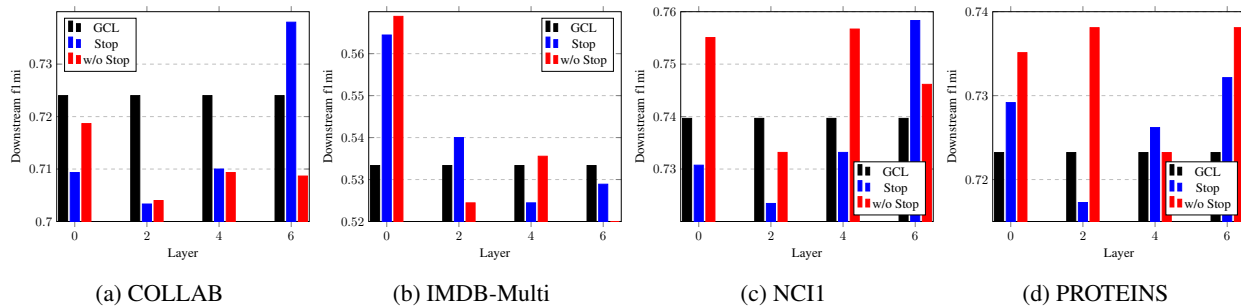 0.73
0.72
0.71
0.7
Downstream f1mi
GCL
Stop
w/o Stop
0
2
4
6
Layer
(a) COLLAB
0.56
0.55
0.54
0.53
0.52
Downstream f1mi
GCL
Stop
w/o Stop
0
2
4
6
Layer
(b) IMDB-Multi
0.76
0.75
0.74
0.73
Downstream f1mi
GCL
Stop
w/o Stop
0
2
4
6
Layer
(c) NCI1
0.74
0.73
0.72
Downstream f1mi
GCL
Stop
w/o Stop
0
2
4
6
Layer
(d) PROTEINS